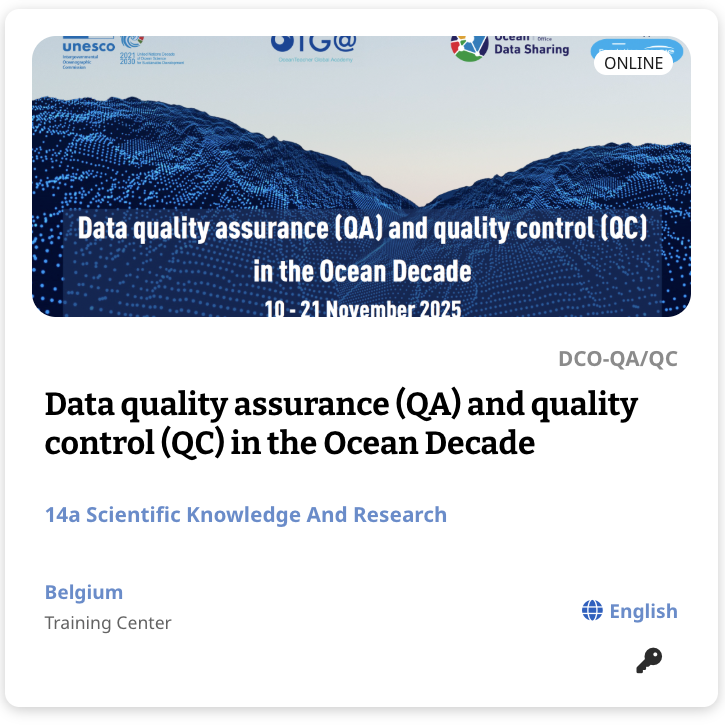 unesco
Intergovernmental
Oceanographic
Commission
2021
2030
United Nations Decade
of Ocean Science
for Sustainable Development
OTG@
OceanTeacher Global Academy
Ocean
Office
Data Sharing
ONLINE
Data quality assurance (QA) and quality control (QC)
in the Ocean Decade
10 - 21 November 2025
DCO-QA/QC
Data quality assurance (QA) and quality
control (QC) in the Ocean Decade
14a Scientific Knowledge And Research
Belgium
Training Center
English